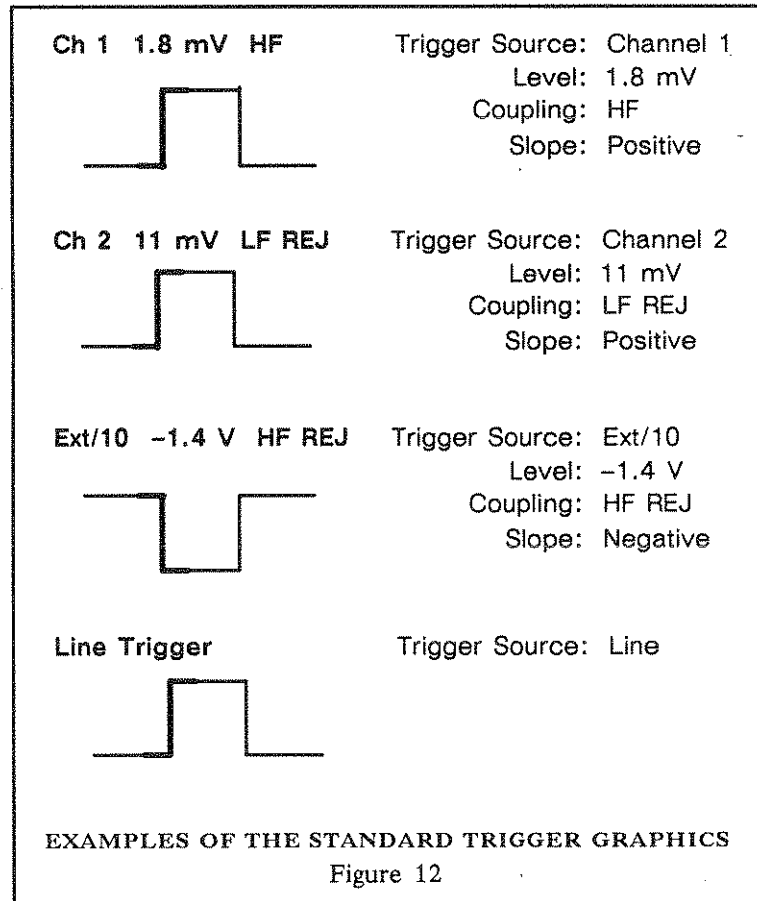 Ch 1 1.8 mV HF
Trigger Source: Channel 1
Level: 1.8 mV
Coupling: HF
Slope: Positive
Ch 2 11 mV LF REJ
Trigger Source: Channel 2
Level: 11 mV
Coupling: LF REJ
Slope: Positive
Ext/10 -1.4 V HF REJ
Trigger Source: Ext/10
Level: -1.4 V
Coupling: HF REJ
Slope: Negative
Line Trigger
Trigger Source: Line
EXAMPLES OF THE STANDARD TRIGGER GRAPHICS
Figure 12